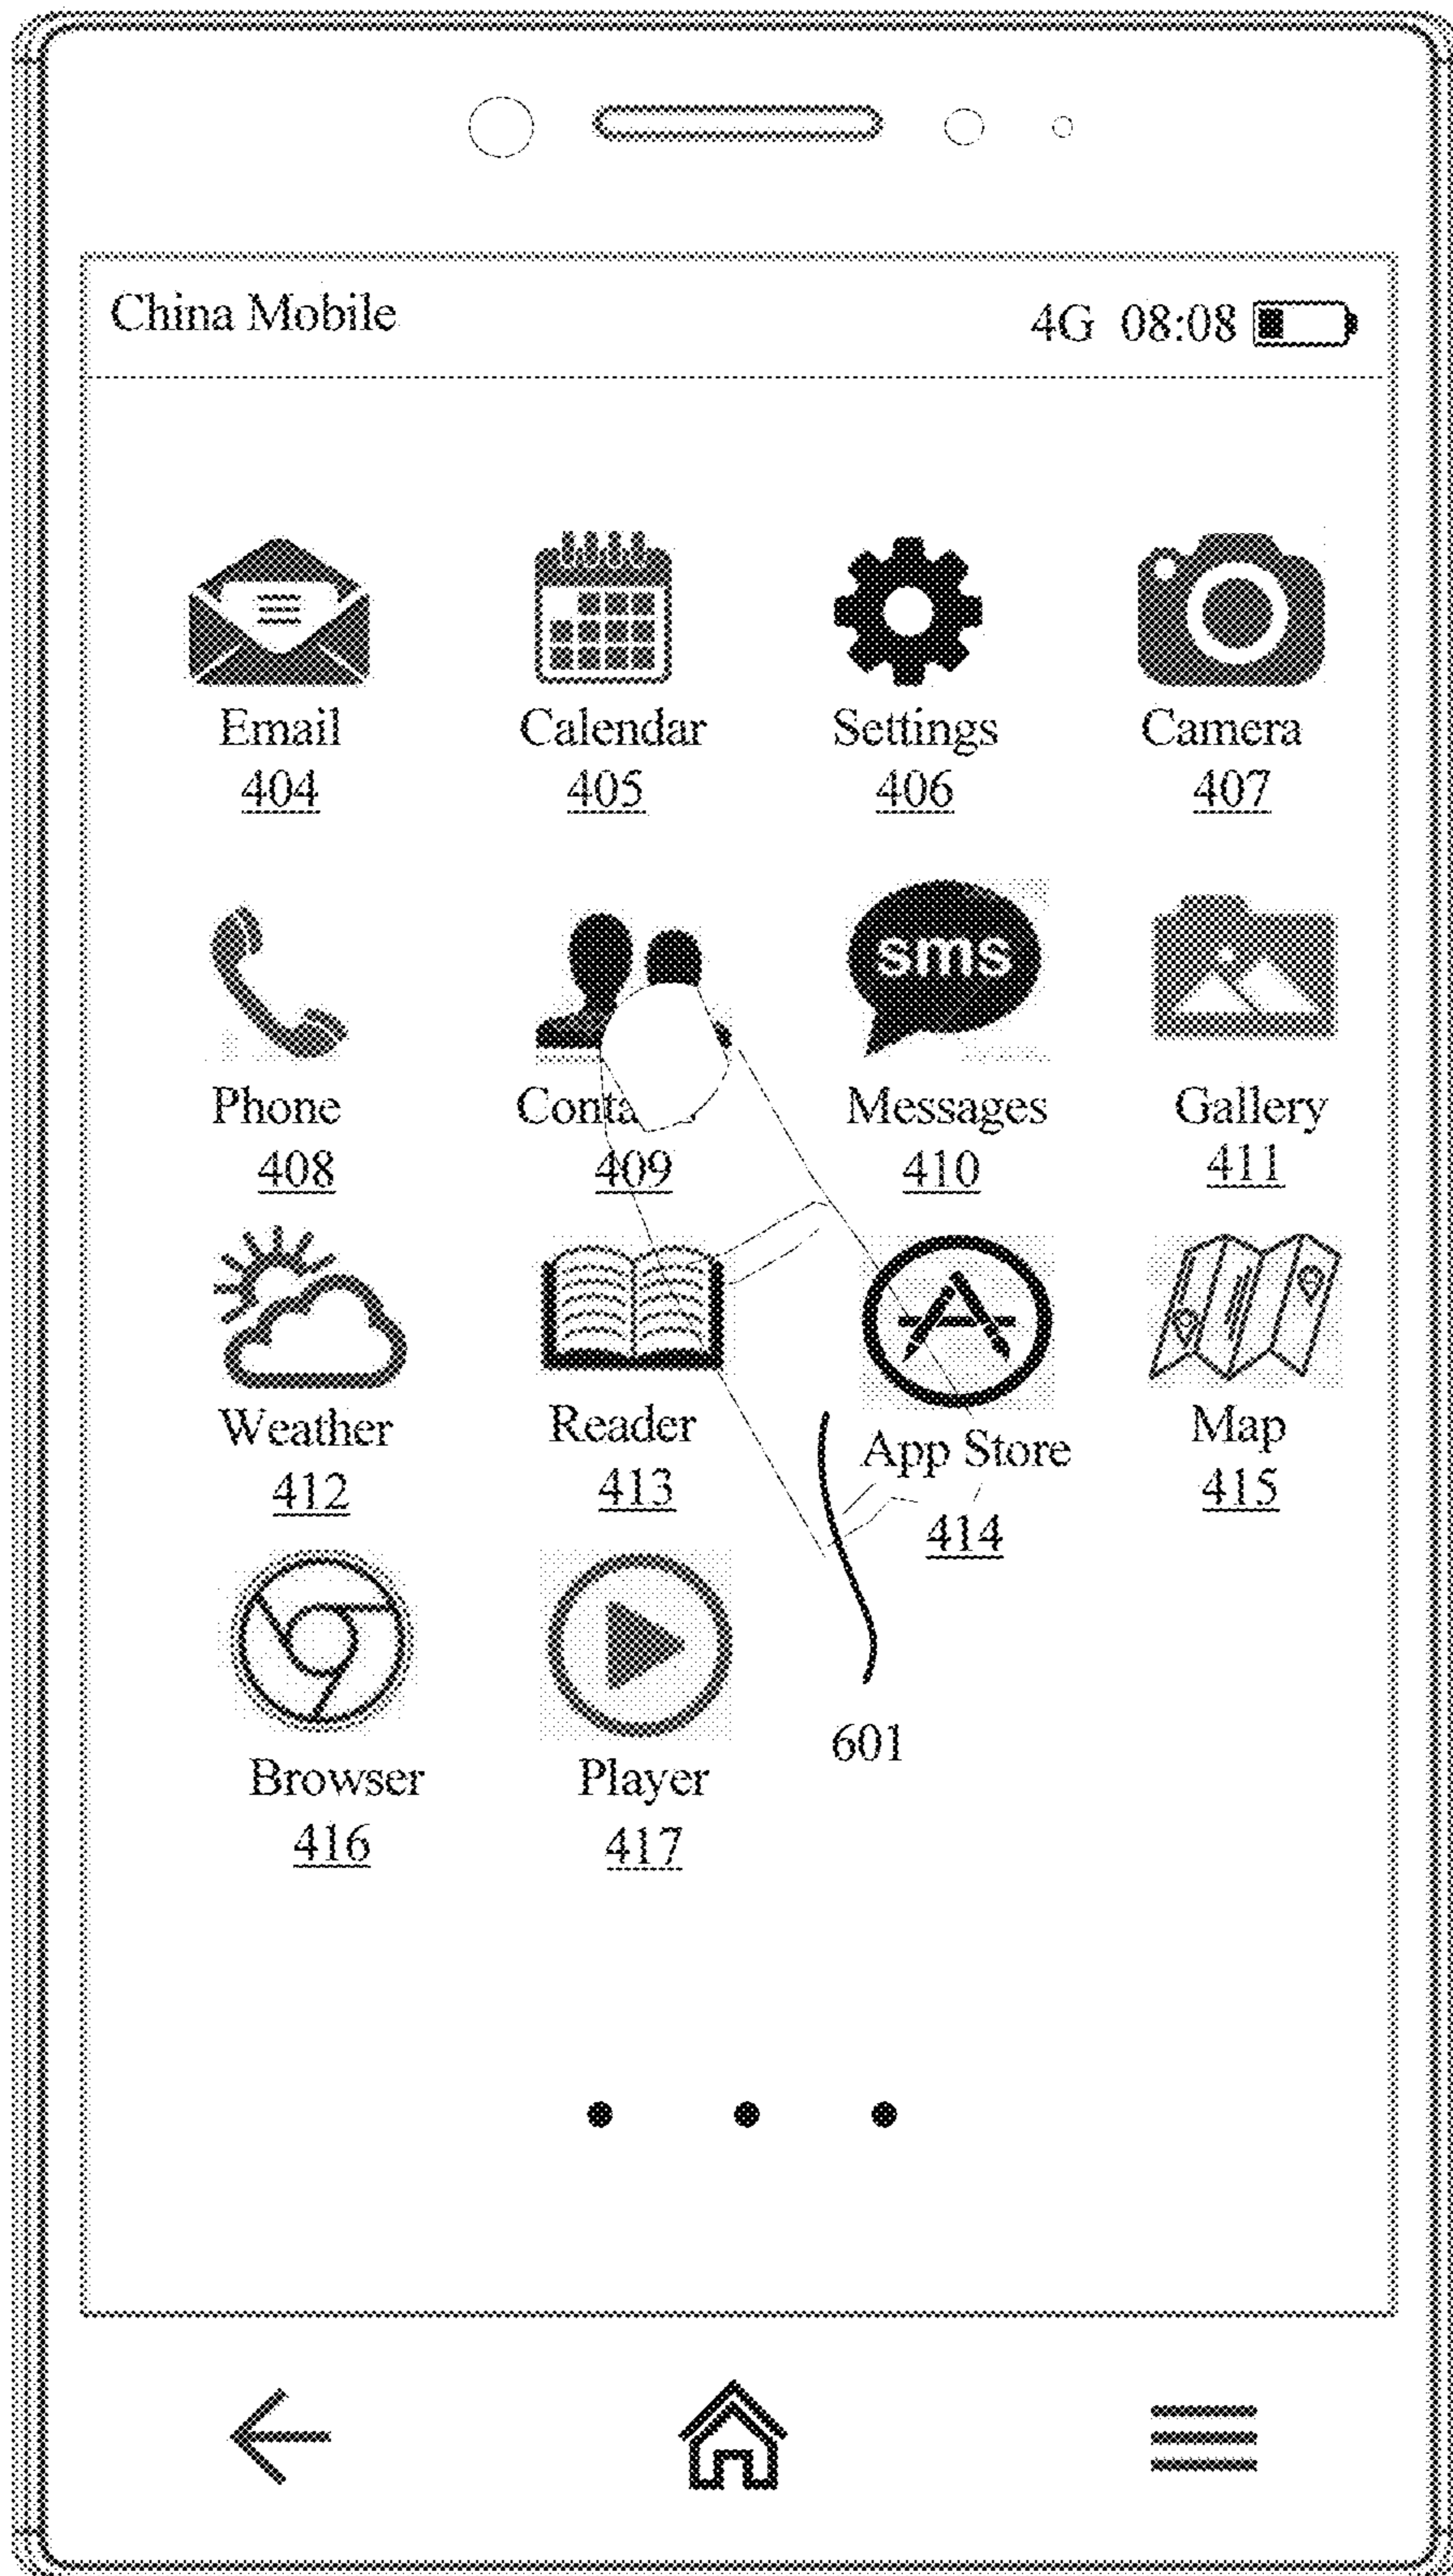 China Mobile 4G 08:08
Email Calendar Settings Camera
404 405 406 407
sms
Phone Conta Messages Gallery
408 409 410 411
Weather Reader App Store Map
412 413 414 415
601
Browser Player
416 417